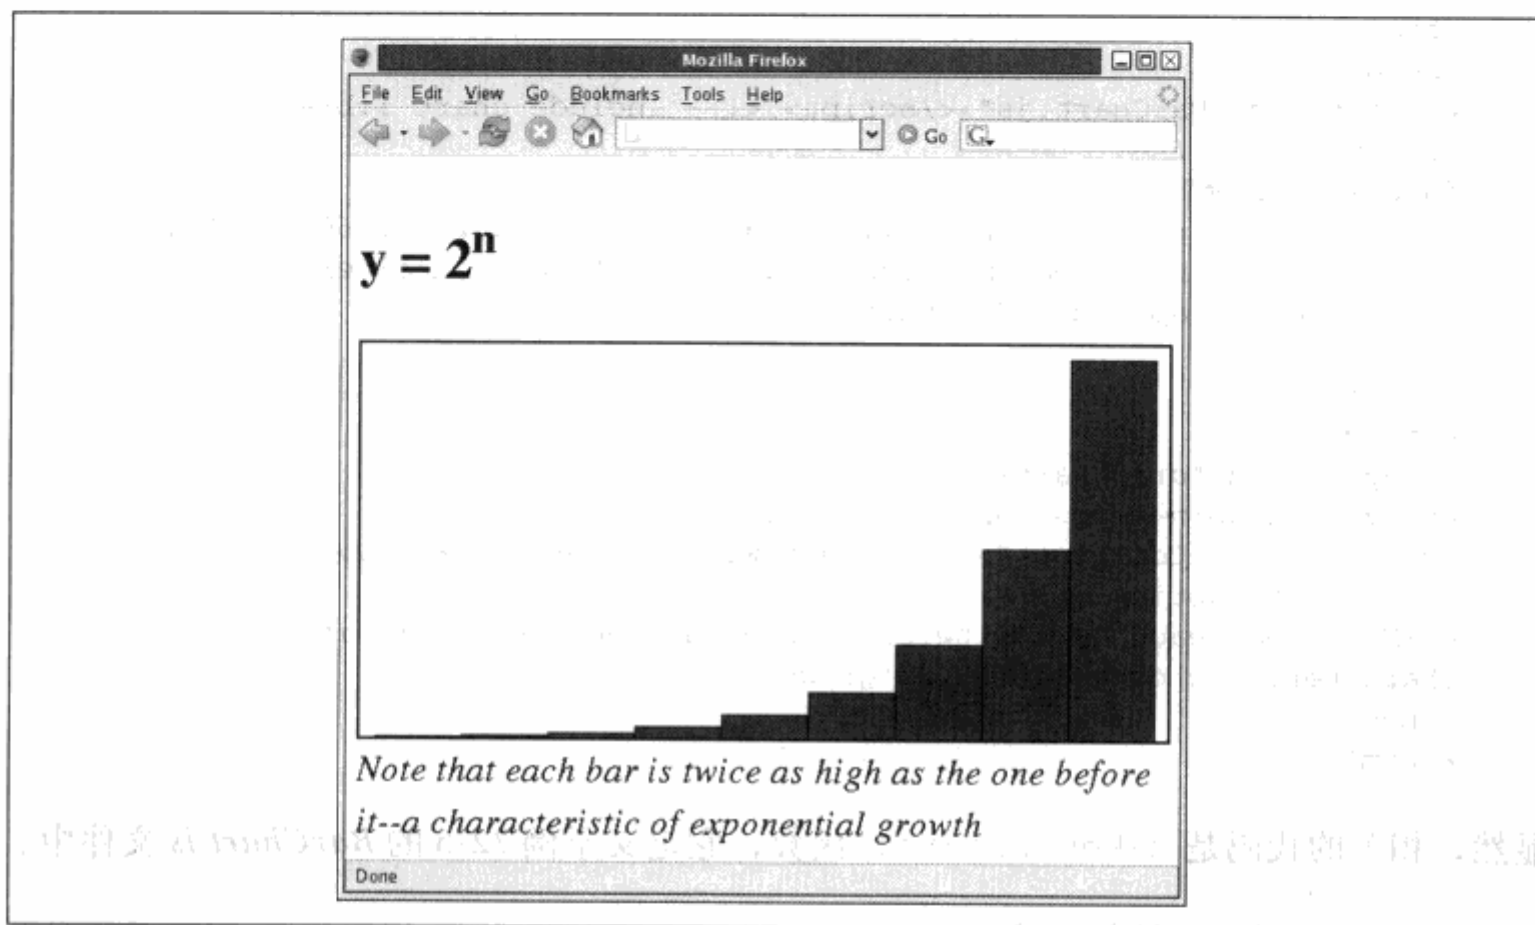 Mozilla Firefox
File Edit View Go Bookmarks Tools Help
Go G
y = 2ⁿ
Note that each bar is twice as high as the one before
it--a characteristic of exponential growth
Done